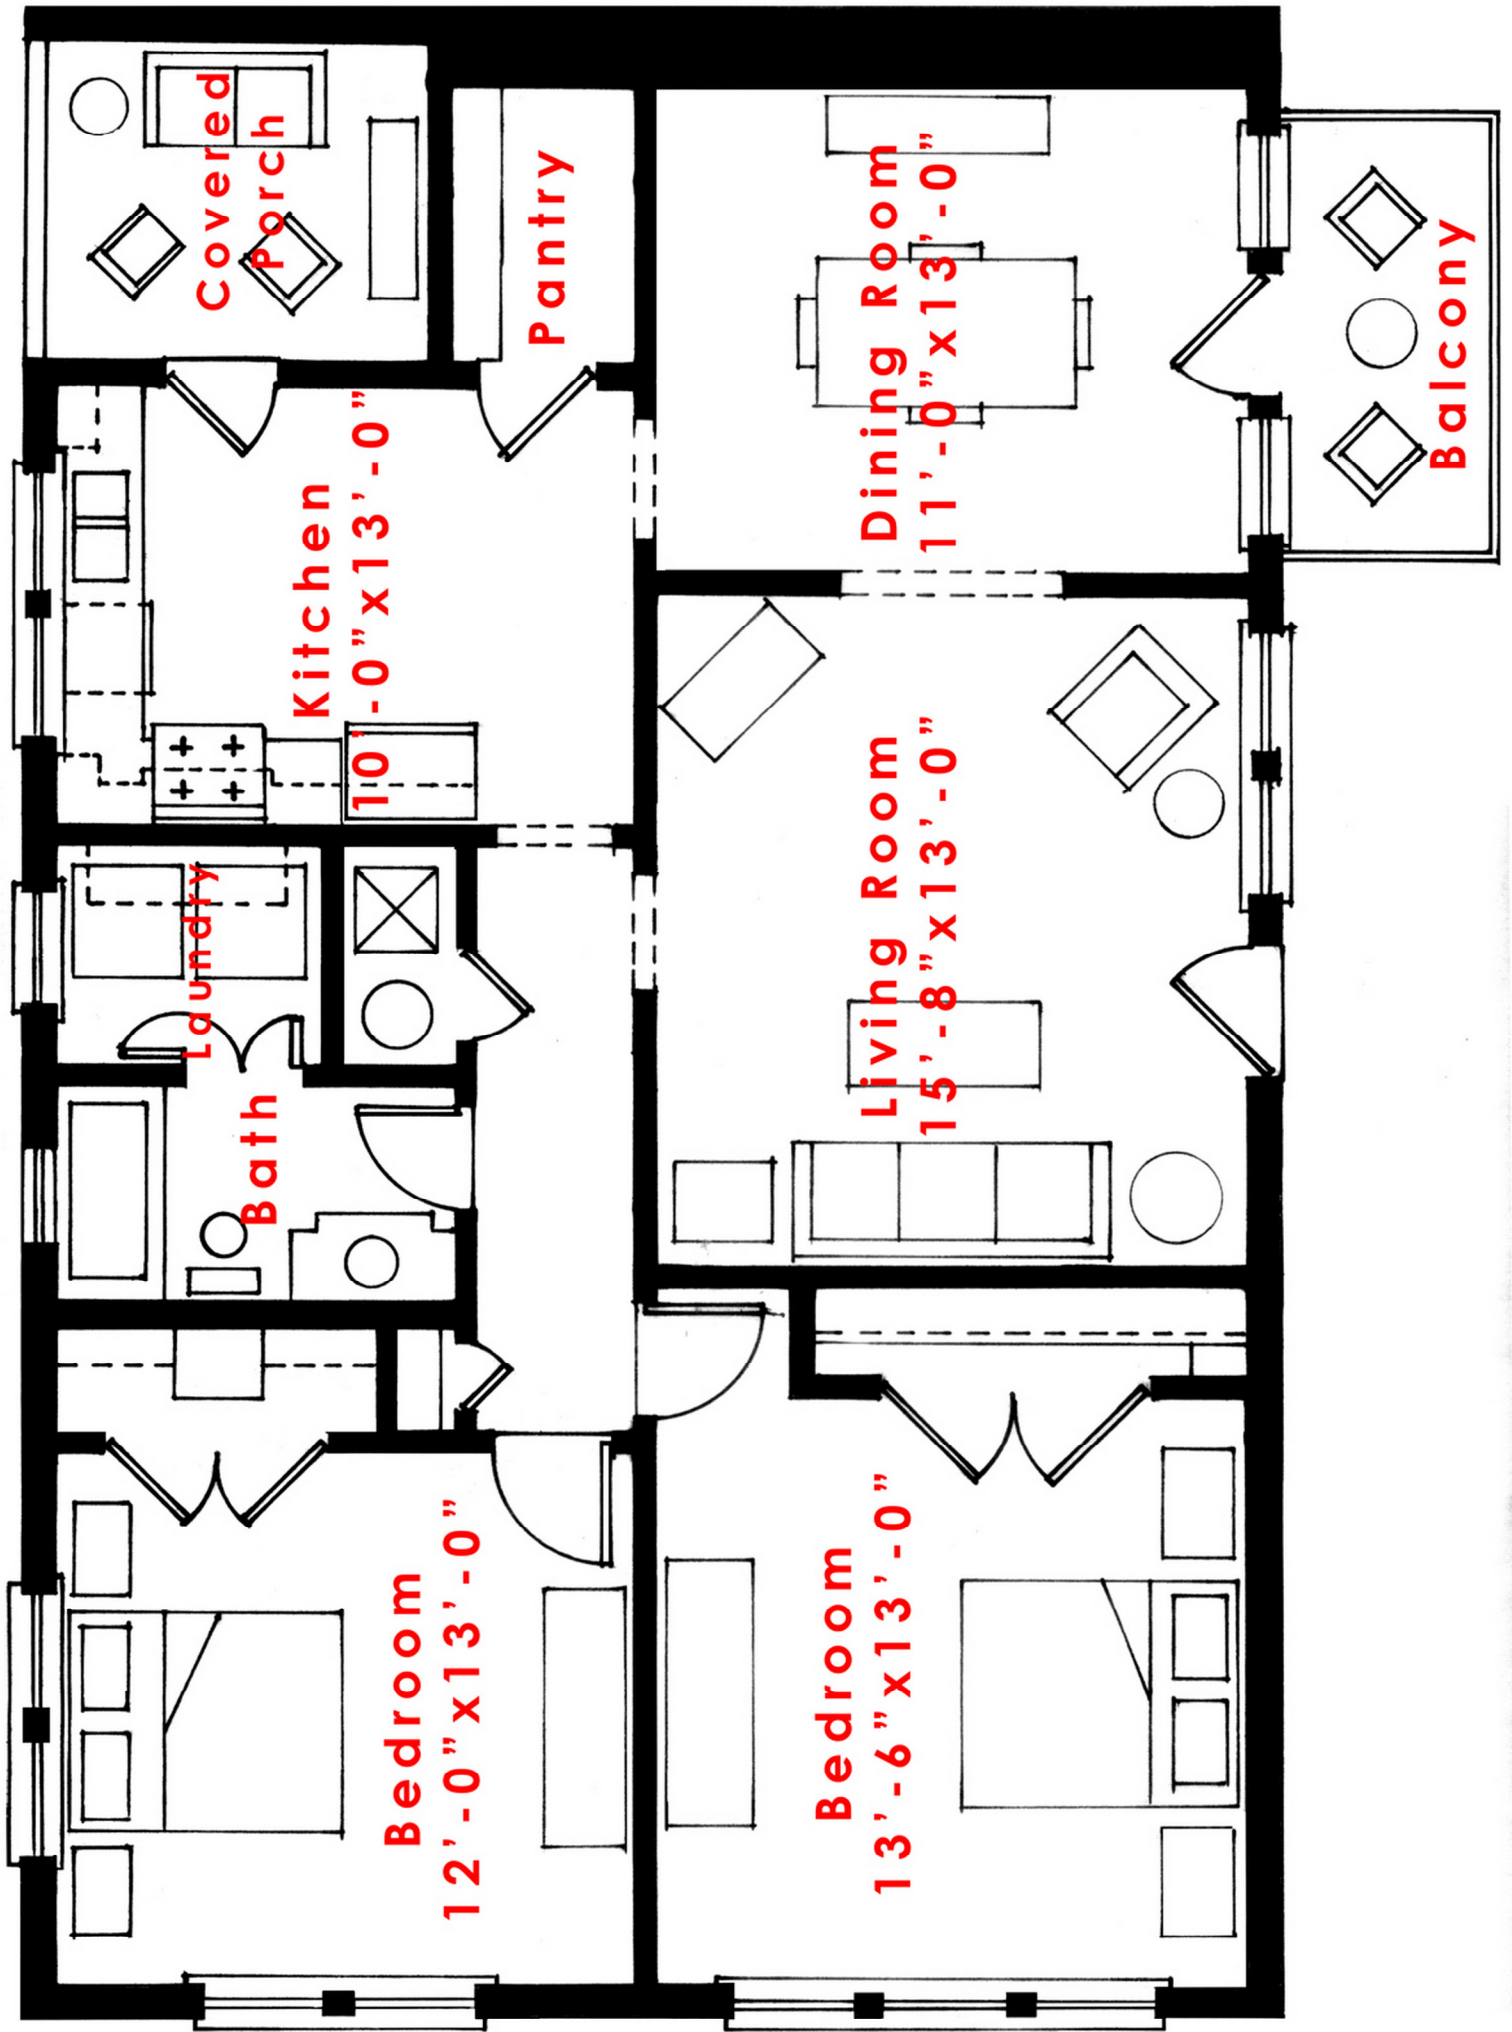 Covered
Porch
Pantry
Dining Room
11'-0"x13'-0"
Balcony
Kitchen
10'-0"x13'-0"
Laundry
Living Room
15'-8"x13'-0"
Bath
Bedroom
12'-0"x13'-0"
Bedroom
13'-6"x13'-0"